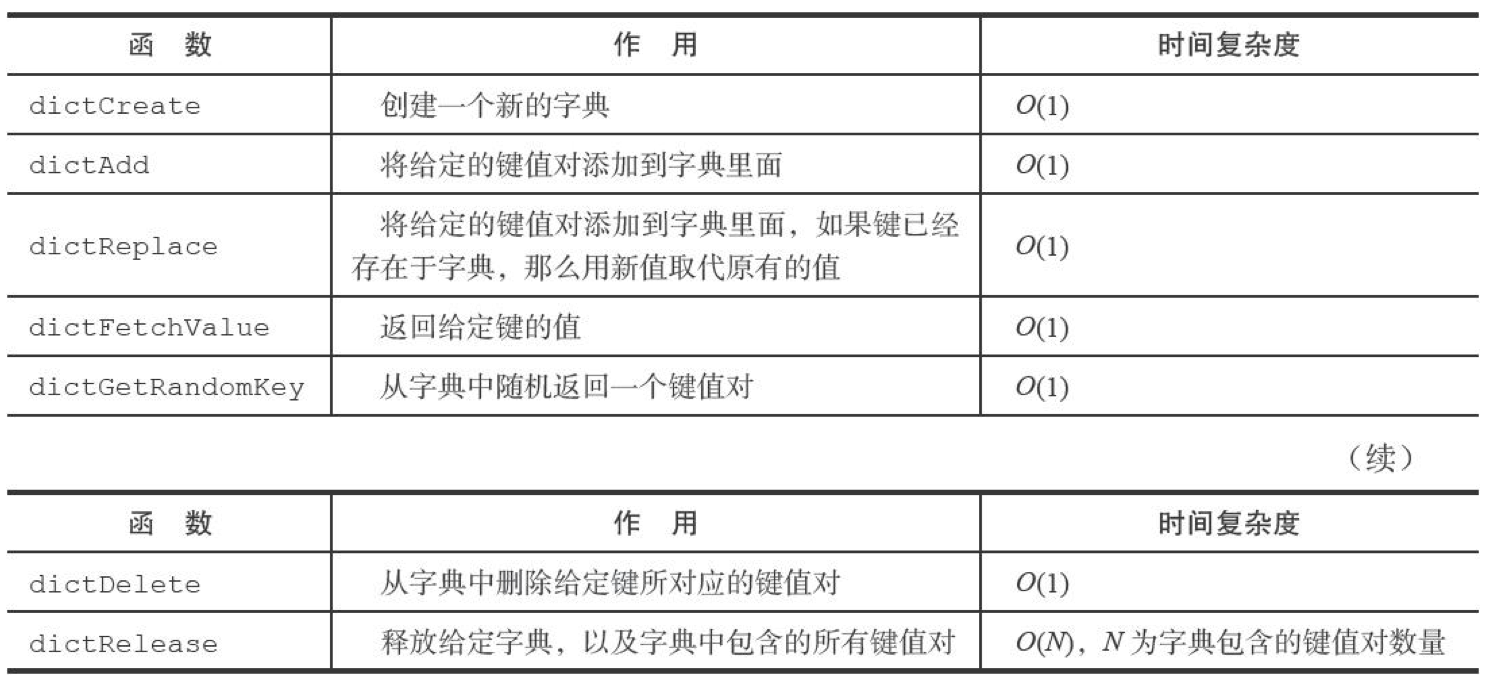 函 数 作 用 时间复杂度
dictCreate 创建一个新的字典 O(1)
dictAdd 将给定的键值对添加到字典里面 O(1)
dictReplace 将给定的键值对添加到字典里面，如果键已经
存在于字典，那么用新值取代原有的值 O(1)
dictFetchValue 返回给定键的值 O(1)
dictGetRandomKey 从字典中随机返回一个键值对 O(1)
（续）
函 数 作 用 时间复杂度
dictDelete 从字典中删除给定键所对应的键值对 O(1)
dictRelease 释放给定字典，以及字典中包含的所有键值对 O(N)，N 为字典包含的键值对数量